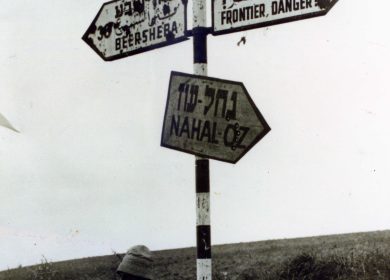 BEERSHEBA
FRONTIER, DANGER!
נחל-עוז
NAHAL-OZ